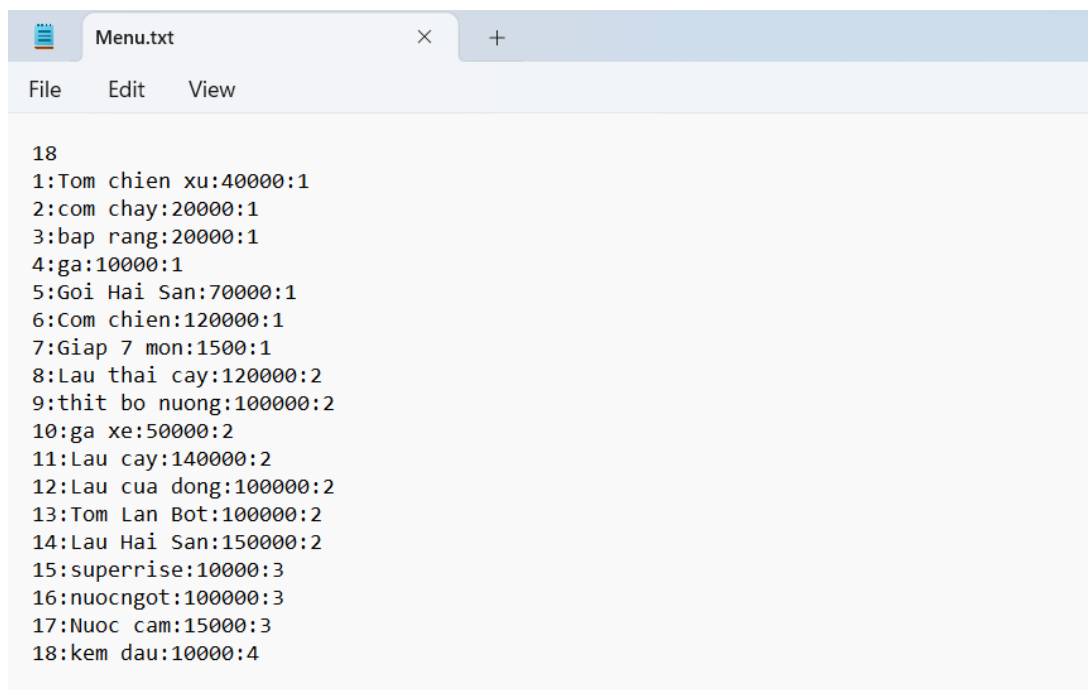 Menu.txt
File Edit View
18
1:Tom chien xu:40000:1
2:com chay:20000:1
3:bap rang:20000:1
4:ga:10000:1
5:Goi Hai San:70000:1
6:Com chien:120000:1
7:Giap 7 mon:1500:1
8:Lau thai cay:120000:2
9:thit bo nuong:100000:2
10:ga xe:50000:2
11:Lau cay:140000:2
12:Lau cua dong:100000:2
13:Tom Lan Bot:100000:2
14:Lau Hai San:150000:2
15:superrise:10000:3
16:nuocngot:100000:3
17:Nuoc cam:15000:3
18:kem dau:10000:4